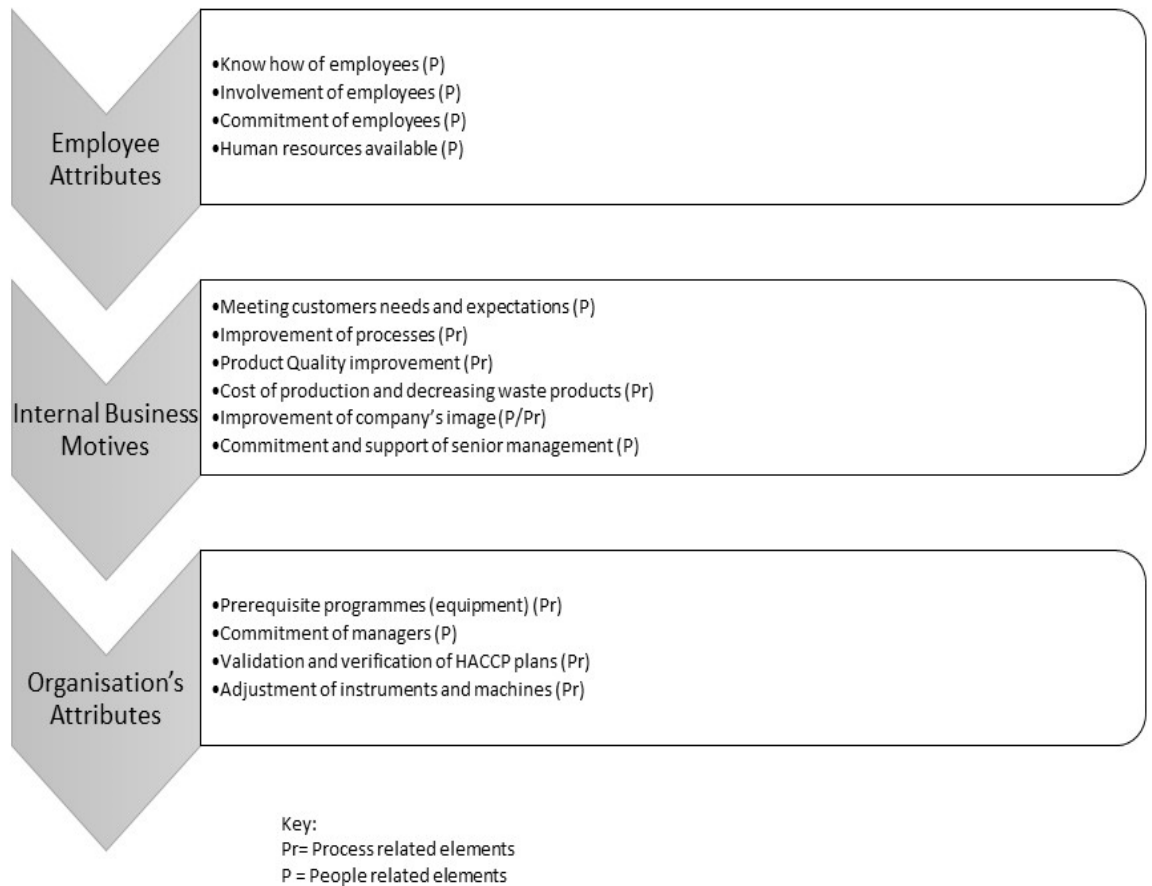 Employee
Attributes
•Know how of employees (P)
•Involvement of employees (P)
•Commitment of employees (P)
•Human resources available (P)
Internal Business
Motives
•Meeting customers needs and expectations (P)
•Improvement of processes (Pr)
•Product Quality improvement (Pr)
•Cost of production and decreasing waste products (Pr)
•Improvement of company's image (P/Pr)
•Commitment and support of senior management (P)
Organisation's
Attributes
•Prerequisite programmes (equipment) (Pr)
•Commitment of managers (P)
•Validation and verification of HACCP plans (Pr)
•Adjustment of instruments and machines (Pr)
Key:
Pr= Process related elements
P = People related elements